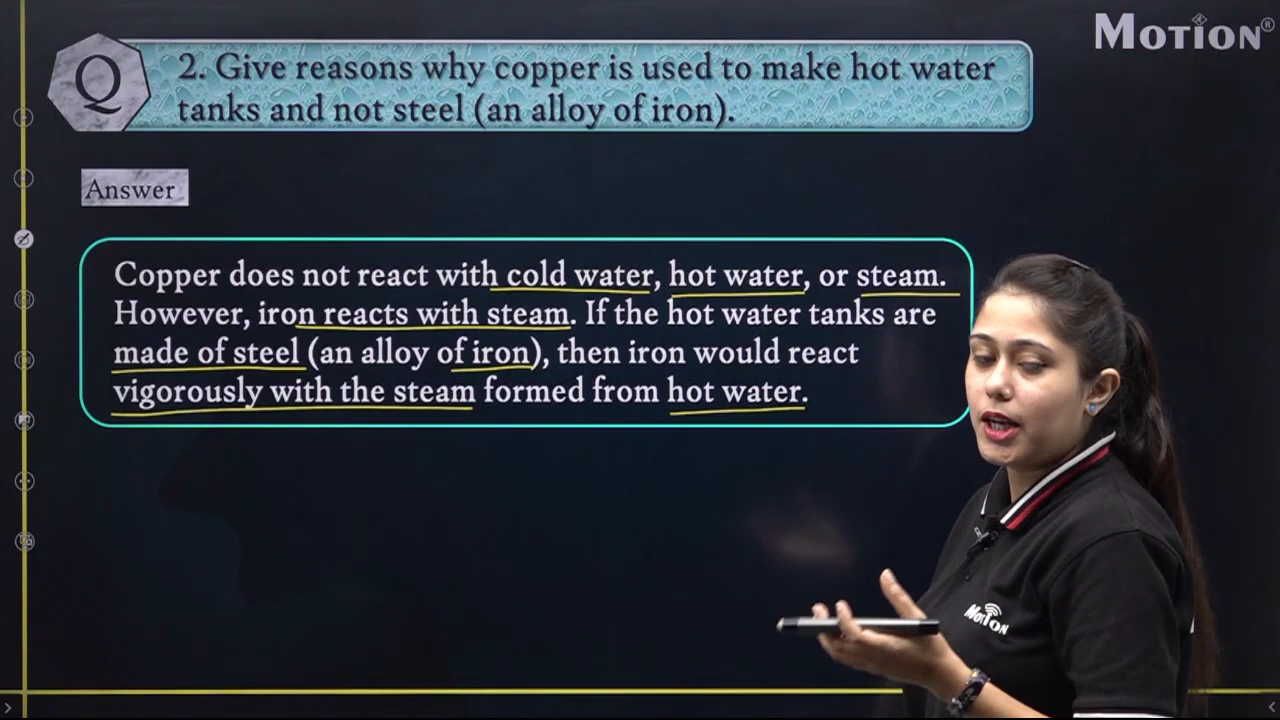 MOTION®
Q
2. Give reasons why copper is used to make hot water
tanks and not steel (an alloy of iron).
Answer
Copper does not react with cold water, hot water, or steam.
However, iron reacts with steam. If the hot water tanks are
made of steel (an alloy of iron), then iron would react
vigorously with the steam formed from hot water.
MOTION